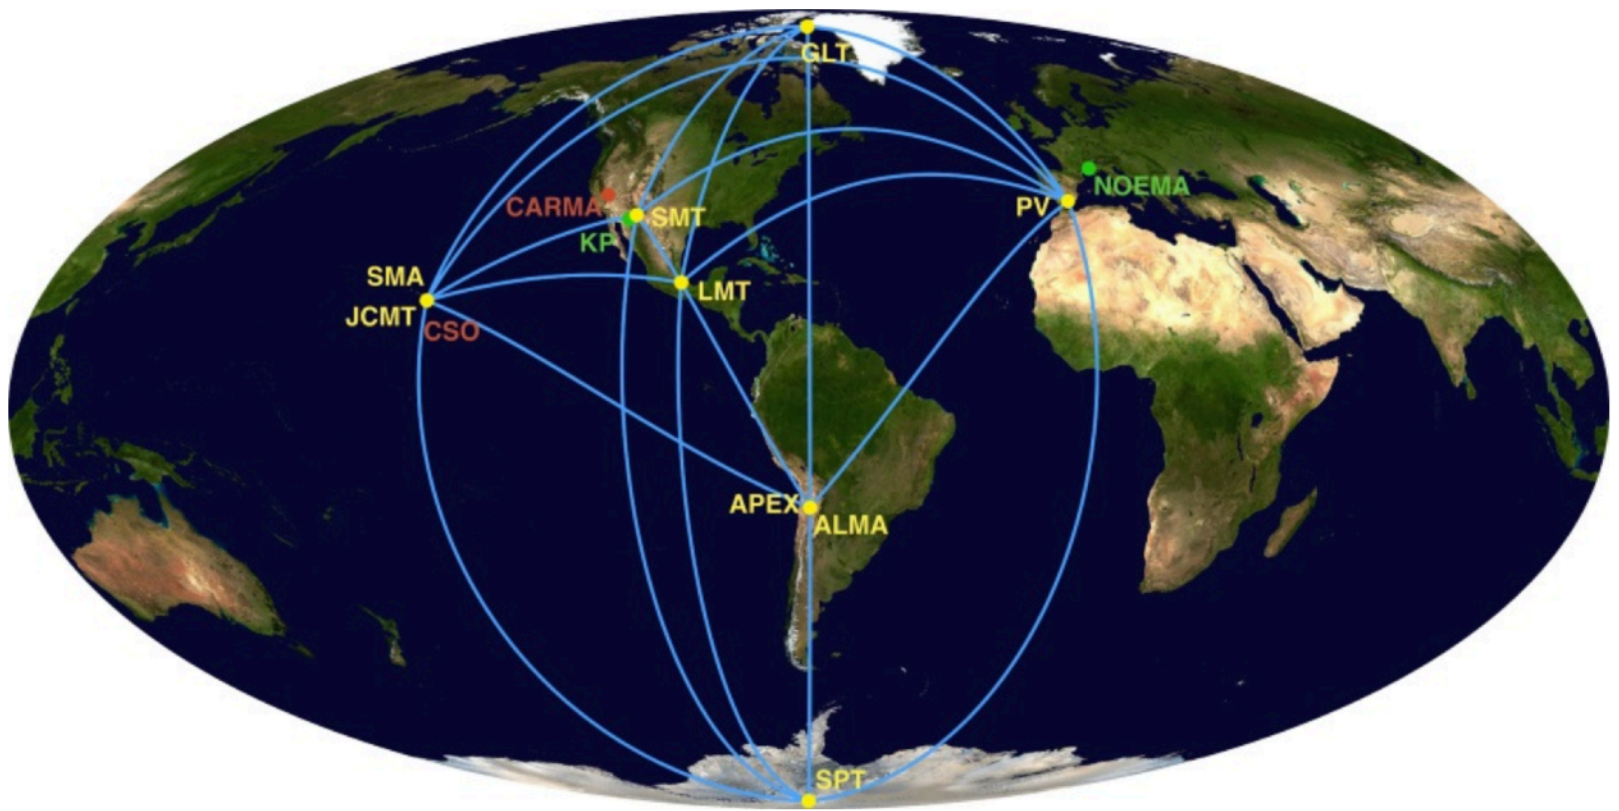 GLT
NOEMA
CARMA
PV
SMT
KP
SMA
LMT
JCMT
CSO
APEX
ALMA
SPT